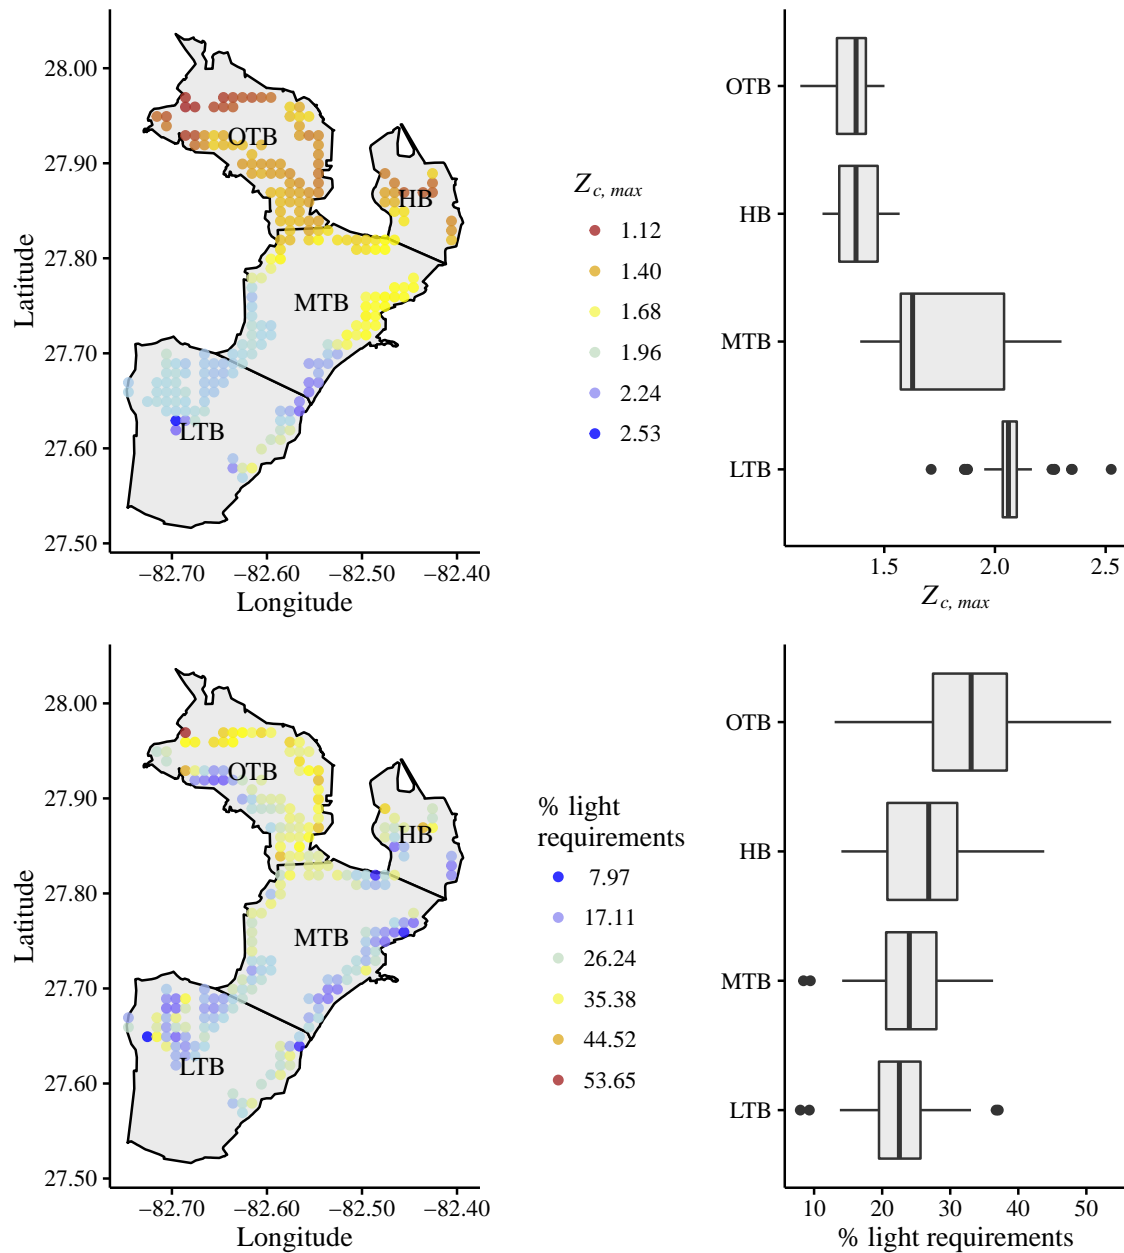 28.00
27.90
27.80
27.70
27.60
27.50
Latitude
OTB
HB
MTB
LTB
−82.70 −82.60 −82.50 −82.40
Longitude
Z c, max
1.12
1.40
1.68
1.96
2.24
2.53
OTB
HB
MTB
LTB
1.5 2.0 2.5
Z c, max
28.00
27.90
27.80
27.70
27.60
27.50
Latitude
OTB
HB
MTB
LTB
−82.70 −82.60 −82.50 −82.40
Longitude
% light
requirements
7.97
17.11
26.24
35.38
44.52
53.65
OTB
HB
MTB
LTB
10 20 30 40 50
% light requirements